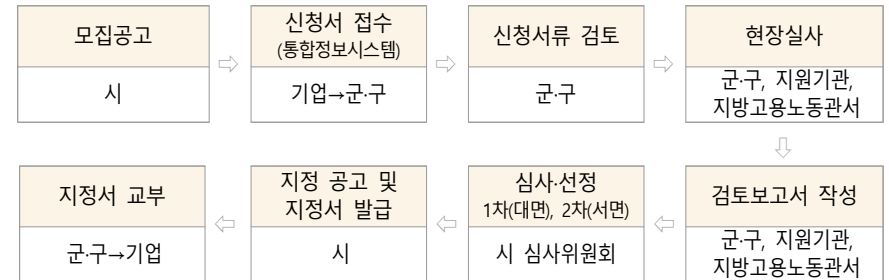 모집공고
시
신청서 접수
(통합정보시스템)
기업→군·구
신청서류 검토
군·구
현장실사
군·구, 지원기관,
지방고용노동관서
검토보고서 작성
군·구, 지원기관,
지방고용노동관서
심사·선정
1차(대면), 2차(서면)
시 심사위원회
지정 공고 및
지정서 발급
시
지정서 교부
군·구→기업